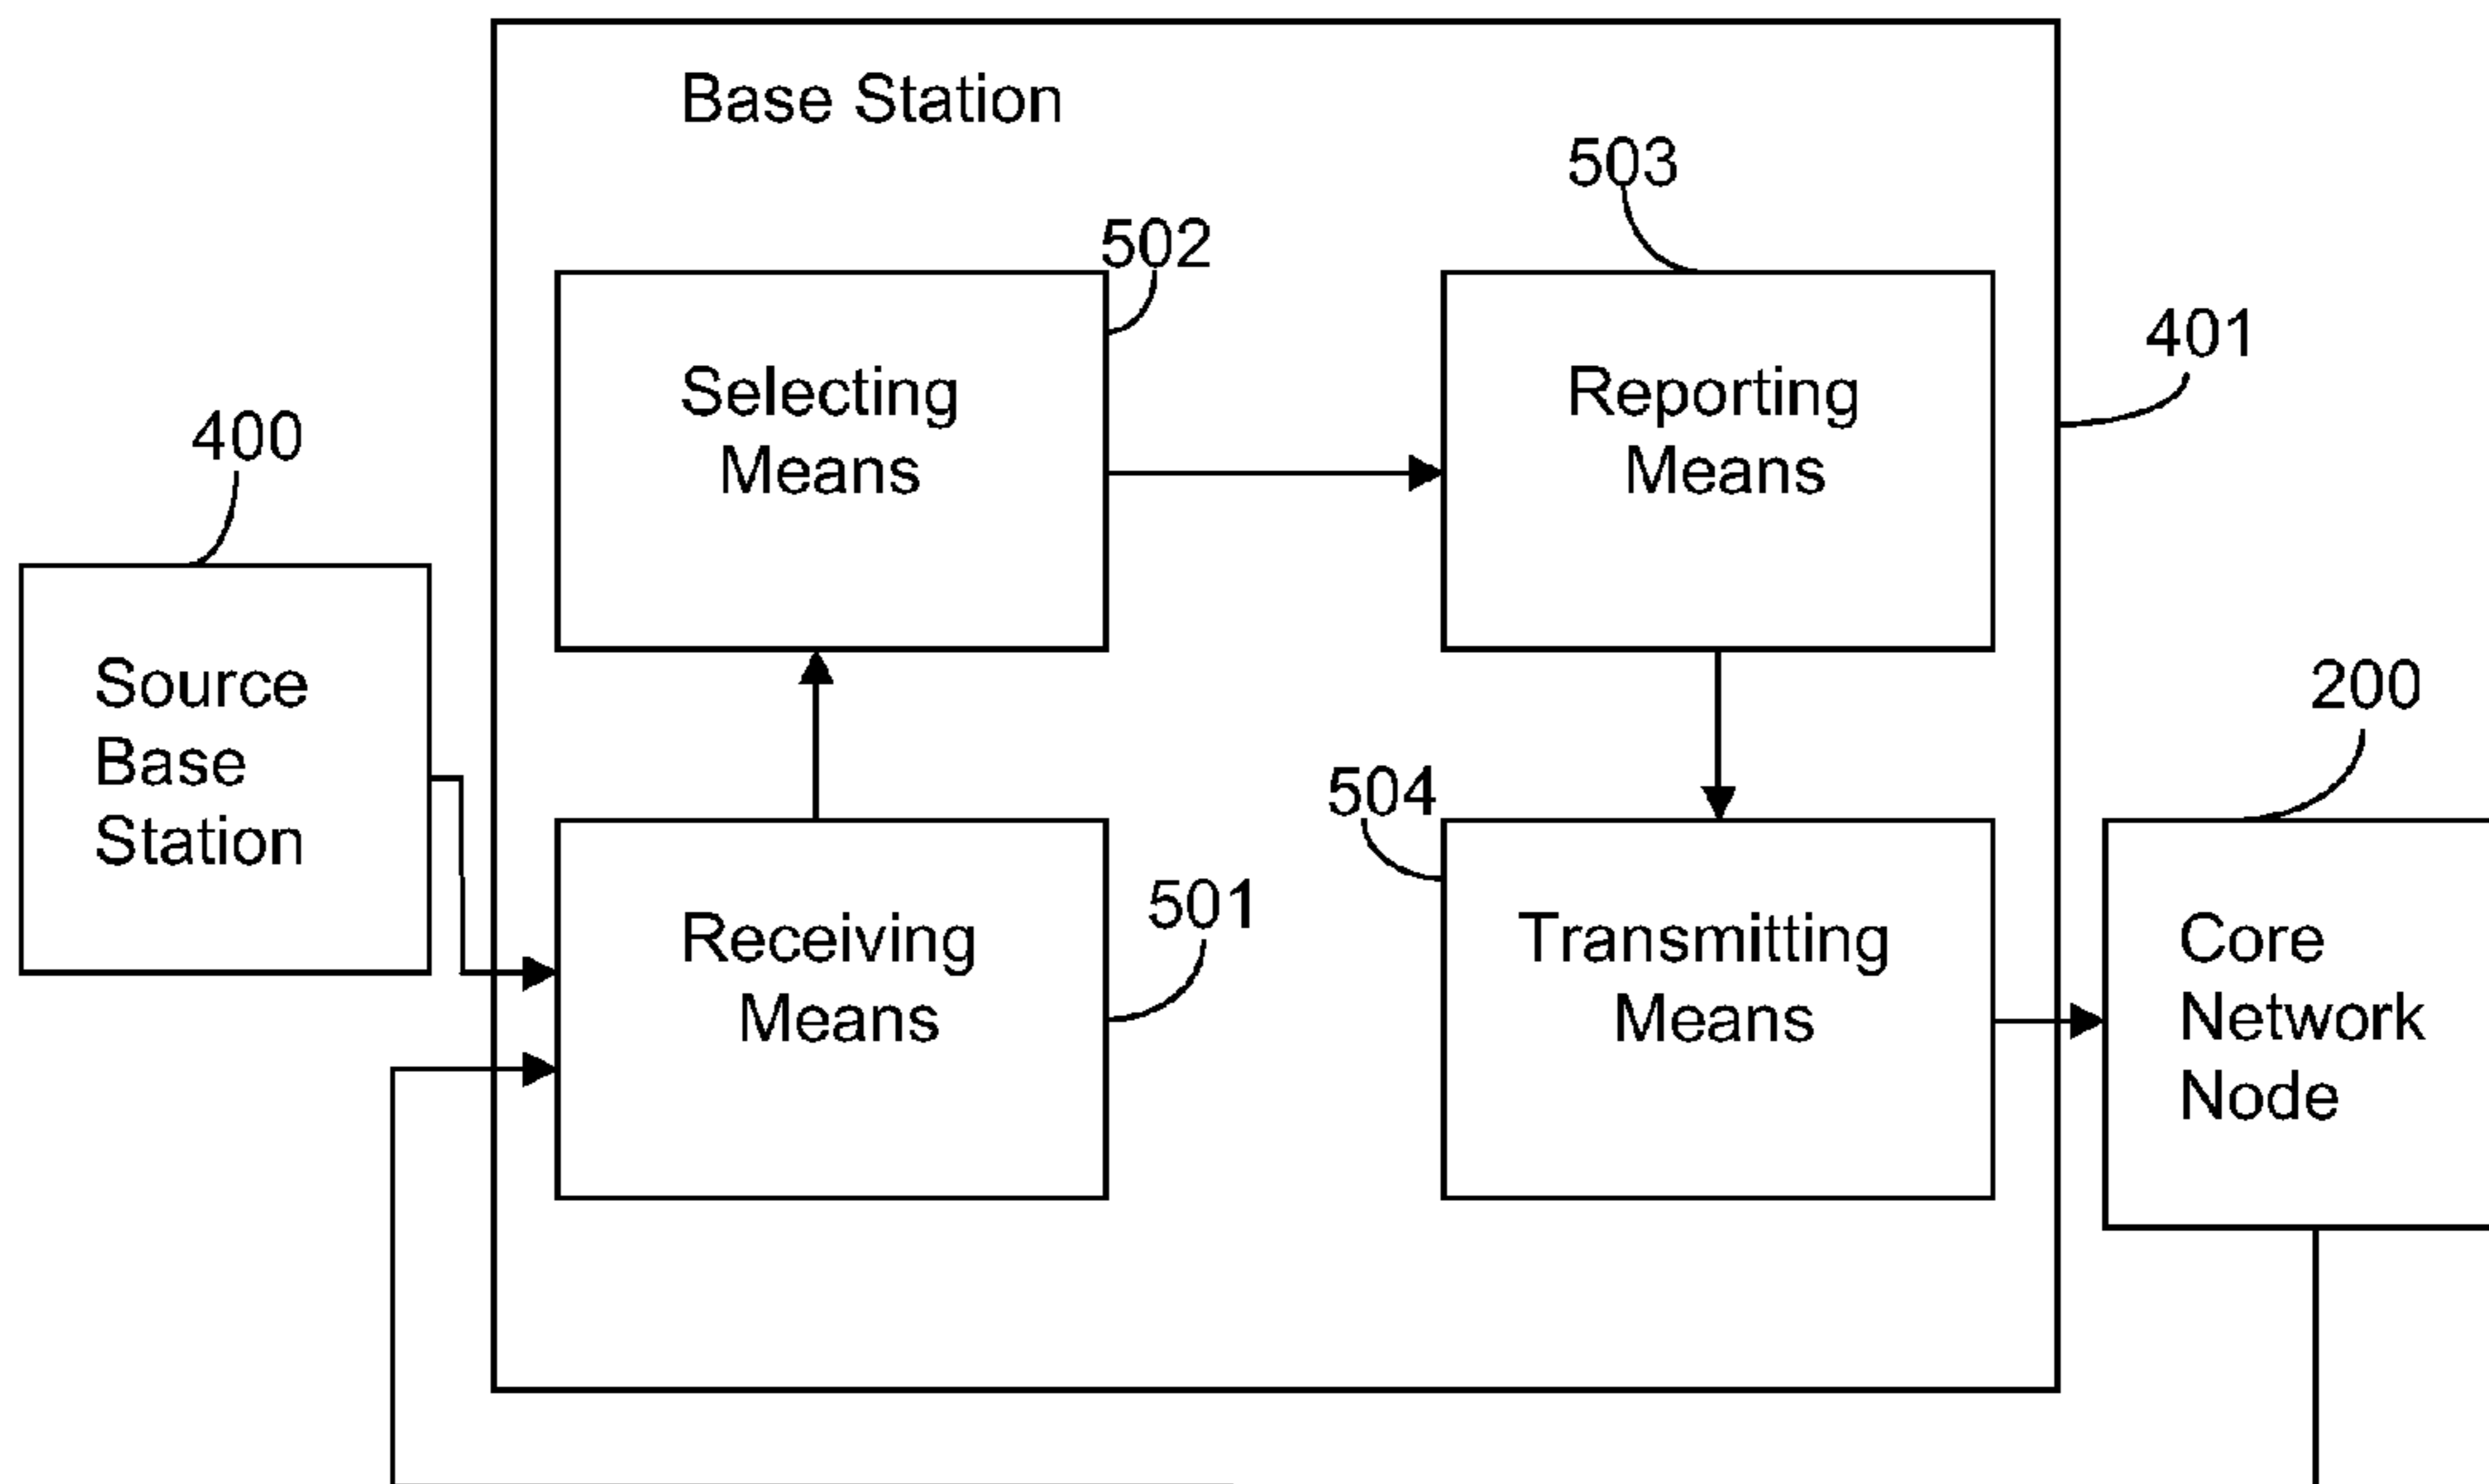 Base Station
503
502
401
Selecting
Means
Reporting
Means
400
Source
Base
Station
200
504
501
Receiving
Means
Transmitting
Means
Core
Network
Node